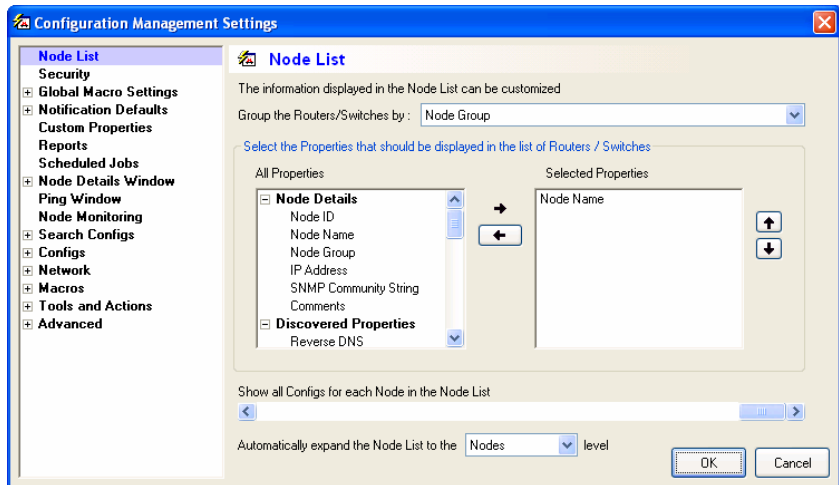 Configuration Management Settings
Node List
Security
Global Macro Settings
Notification Defaults
Custom Properties
Reports
Scheduled Jobs
Node Details Window
Ping Window
Node Monitoring
Search Configs
Configs
Network
Macros
Tools and Actions
Advanced
Node List
The information displayed in the Node List can be customized
Group the Routers/Switches by : Node Group
Select the Properties that should be displayed in the list of Routers / Switches
All Properties
Node Details
Node ID
Node Name
Node Group
IP Address
SNMP Community String
Comments
Discovered Properties
Reverse DNS
Selected Properties
Node Name
Show all Configs for each Node in the Node List
Automatically expand the Node List to the Nodes level
OK Cancel